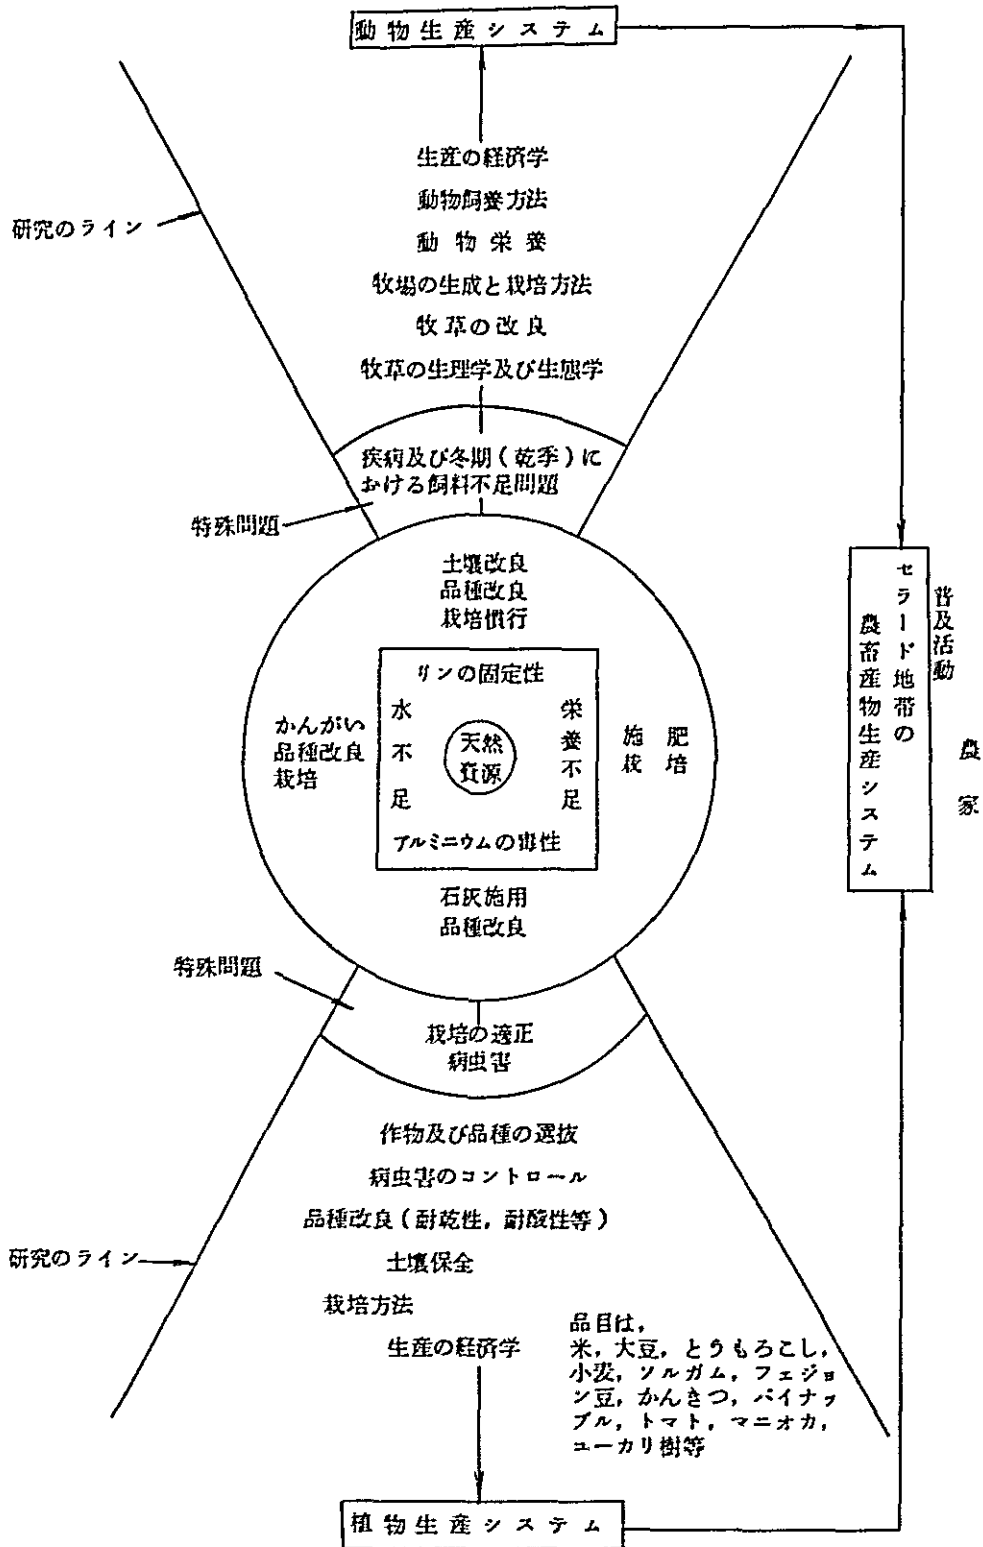 動物生産システム
生産の経済学
動物飼養方法
研究のライン
動物栄養
牧場の生成と栽培方法
牧草の改良
牧草の生理学及び生態学
疾病及び冬期(乾季)に
おける飼料不足問題
特殊問題
土壌改良
品種改良
栽培慣行
リンの固定性
水不足
天然
資源
栄養不足
アルミニウムの毒性
かんがい
品種改良
栽培
施肥
栽培
石灰施用
品種改良
セラード地帯の
農畜産物生産システム
普及活動
農家
特殊問題
栽培の適正
病虫害
作物及び品種の選抜
病虫害のコントロール
品種改良(耐乾性,耐酸性等)
研究のライン
土壌保全
栽培方法
生産の経済学
品目は,
米,大豆,とうもろこし,
小麦,ソルガム,フェジョ
ン豆,かんきつ,パイナッ
プル,トマト,マニオカ,
ユーカリ樹等
植物生産システム